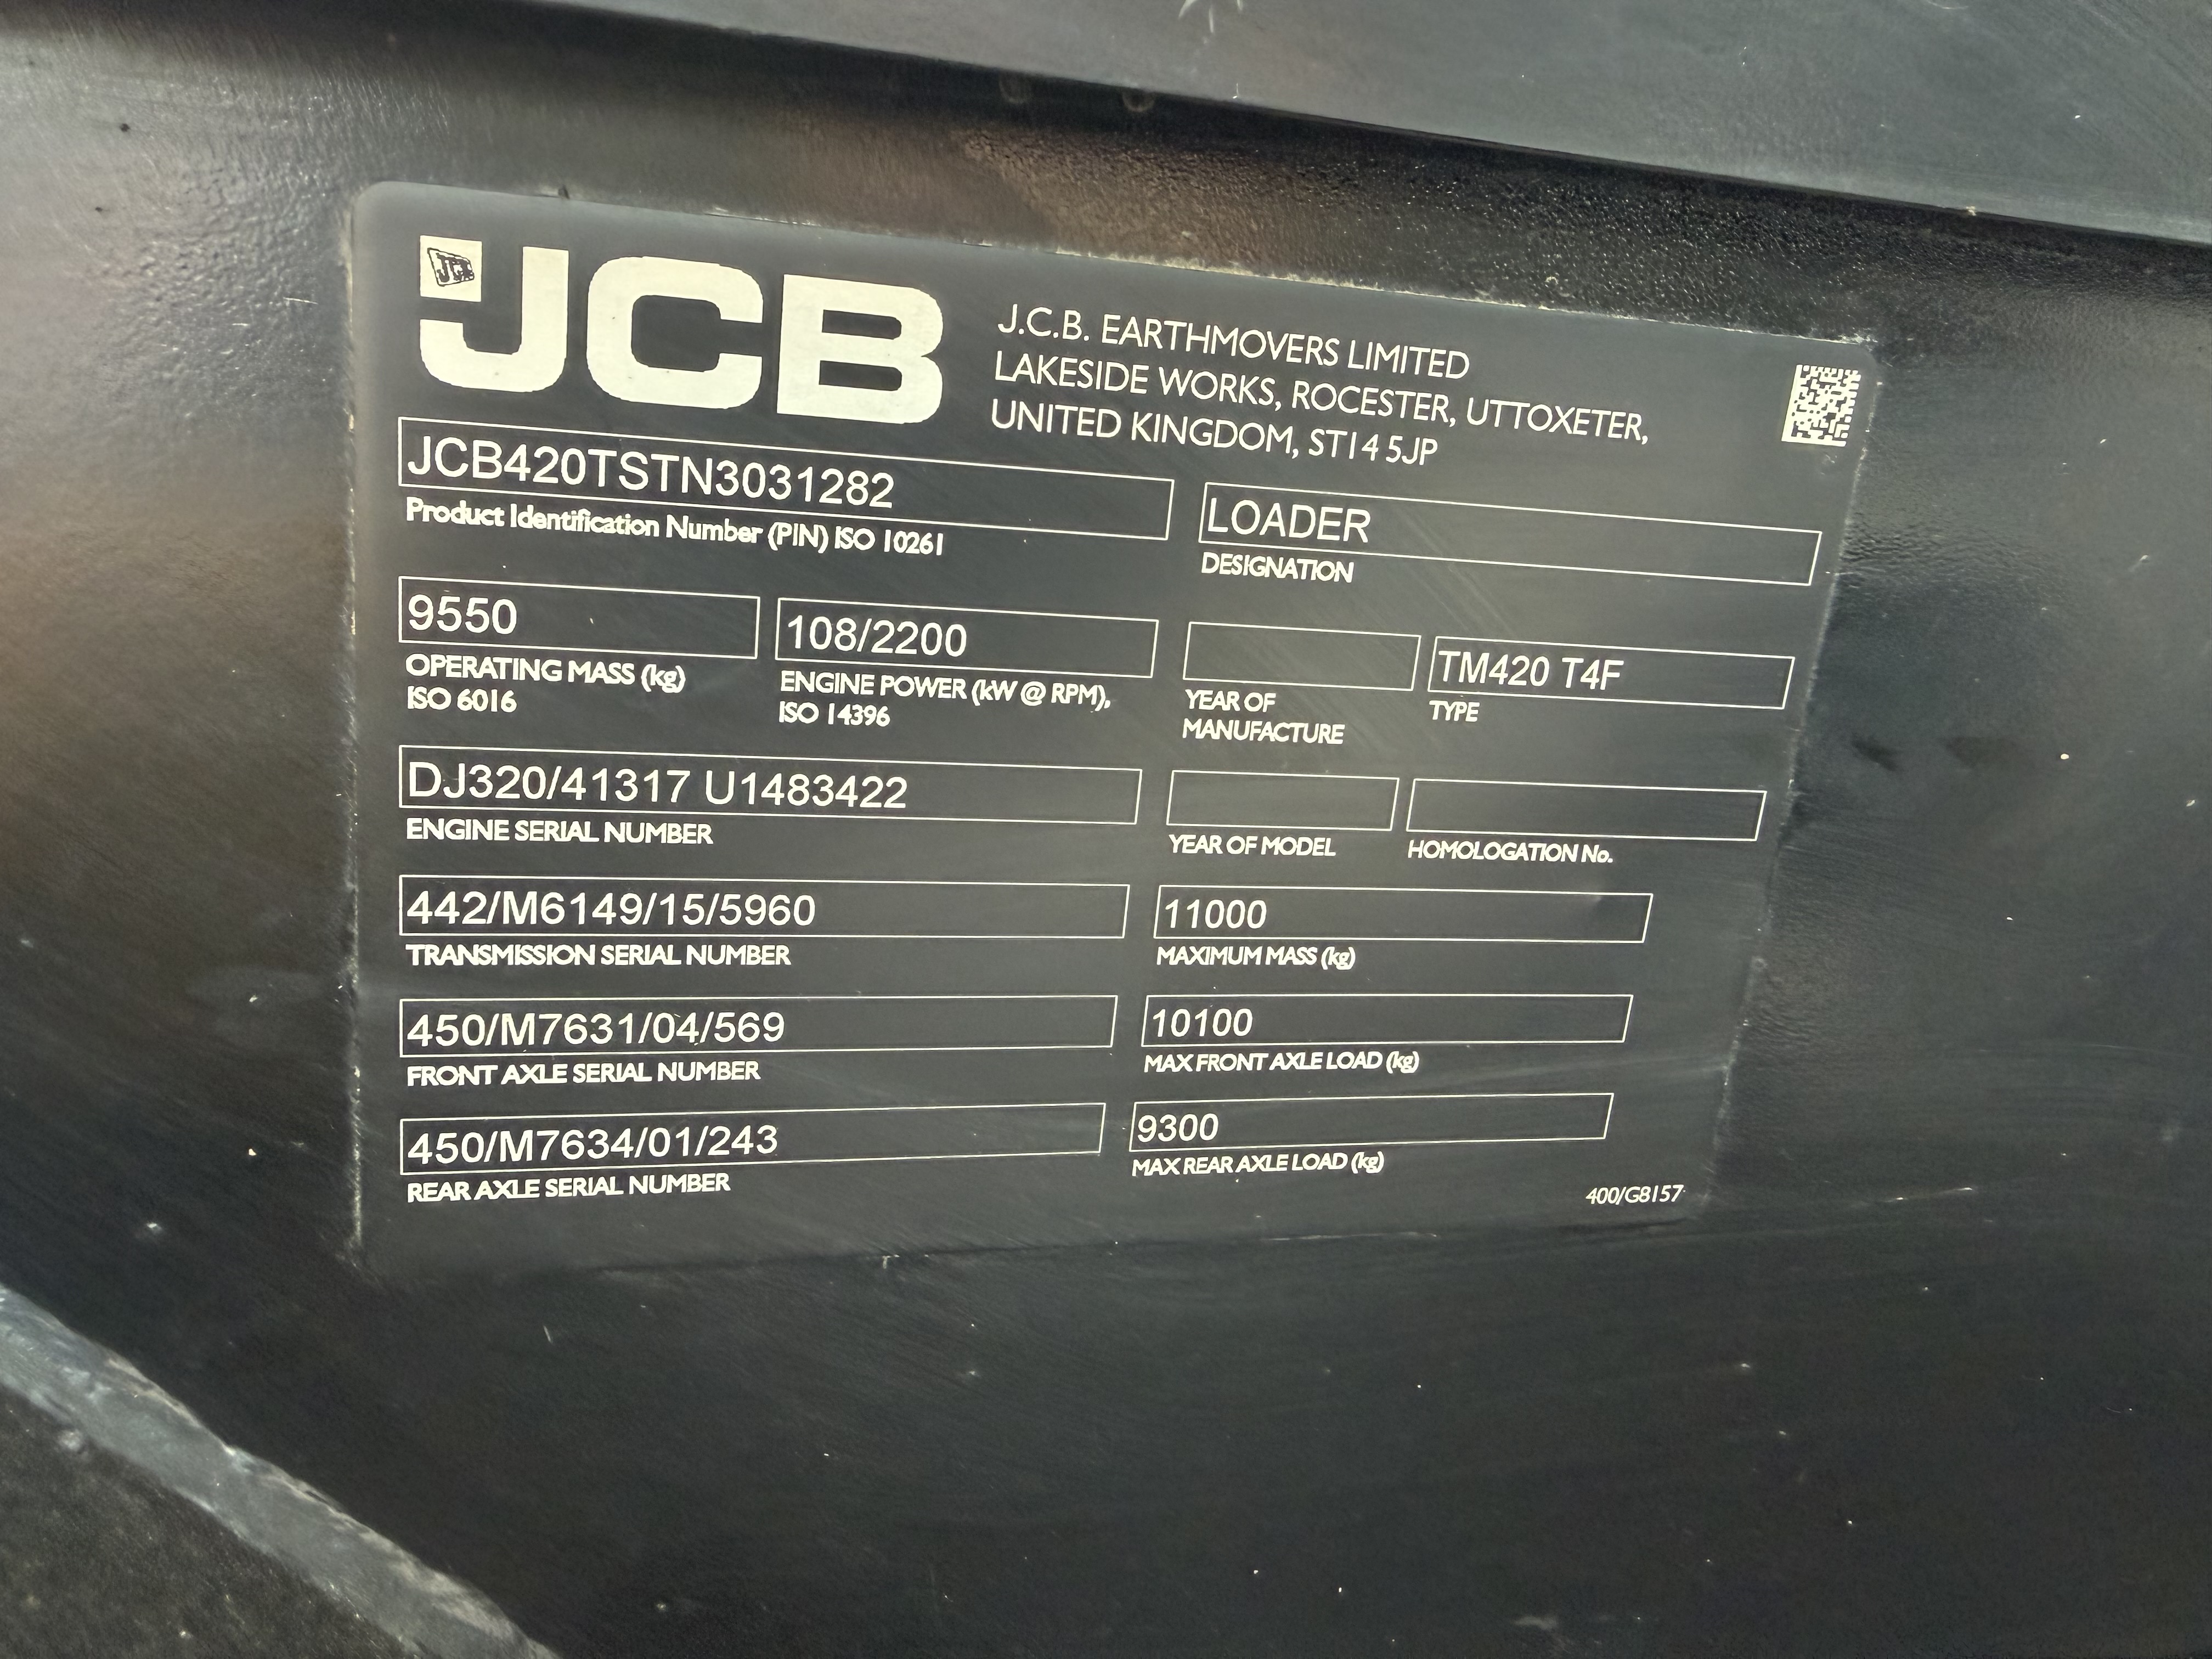 JCB
JCB
J.C.B. EARTHMOVERS LIMITED
LAKESIDE WORKS, ROCESTER, UTTOXETER,
UNITED KINGDOM, ST14 5JP
JCB420TSTN3031282
Product Identification Number (PIN) ISO 10261
LOADER
DESIGNATION
9550
OPERATING MASS (kg)
ISO 6016
108/2200
ENGINE POWER (kW @ RPM),
ISO 14396
YEAR OF
MANUFACTURE
TM420 T4F
TYPE
DJ320/41317 U1483422
ENGINE SERIAL NUMBER
YEAR OF MODEL
HOMOLOGATION No.
442/M6149/15/5960
TRANSMISSION SERIAL NUMBER
11000
MAXIMUM MASS (kg)
450/M7631/04/569
FRONT AXLE SERIAL NUMBER
10100
MAX FRONT AXLE LOAD (kg)
450/M7634/01/243
REAR AXLE SERIAL NUMBER
9300
MAX REAR AXLE LOAD (kg)
400/G8157